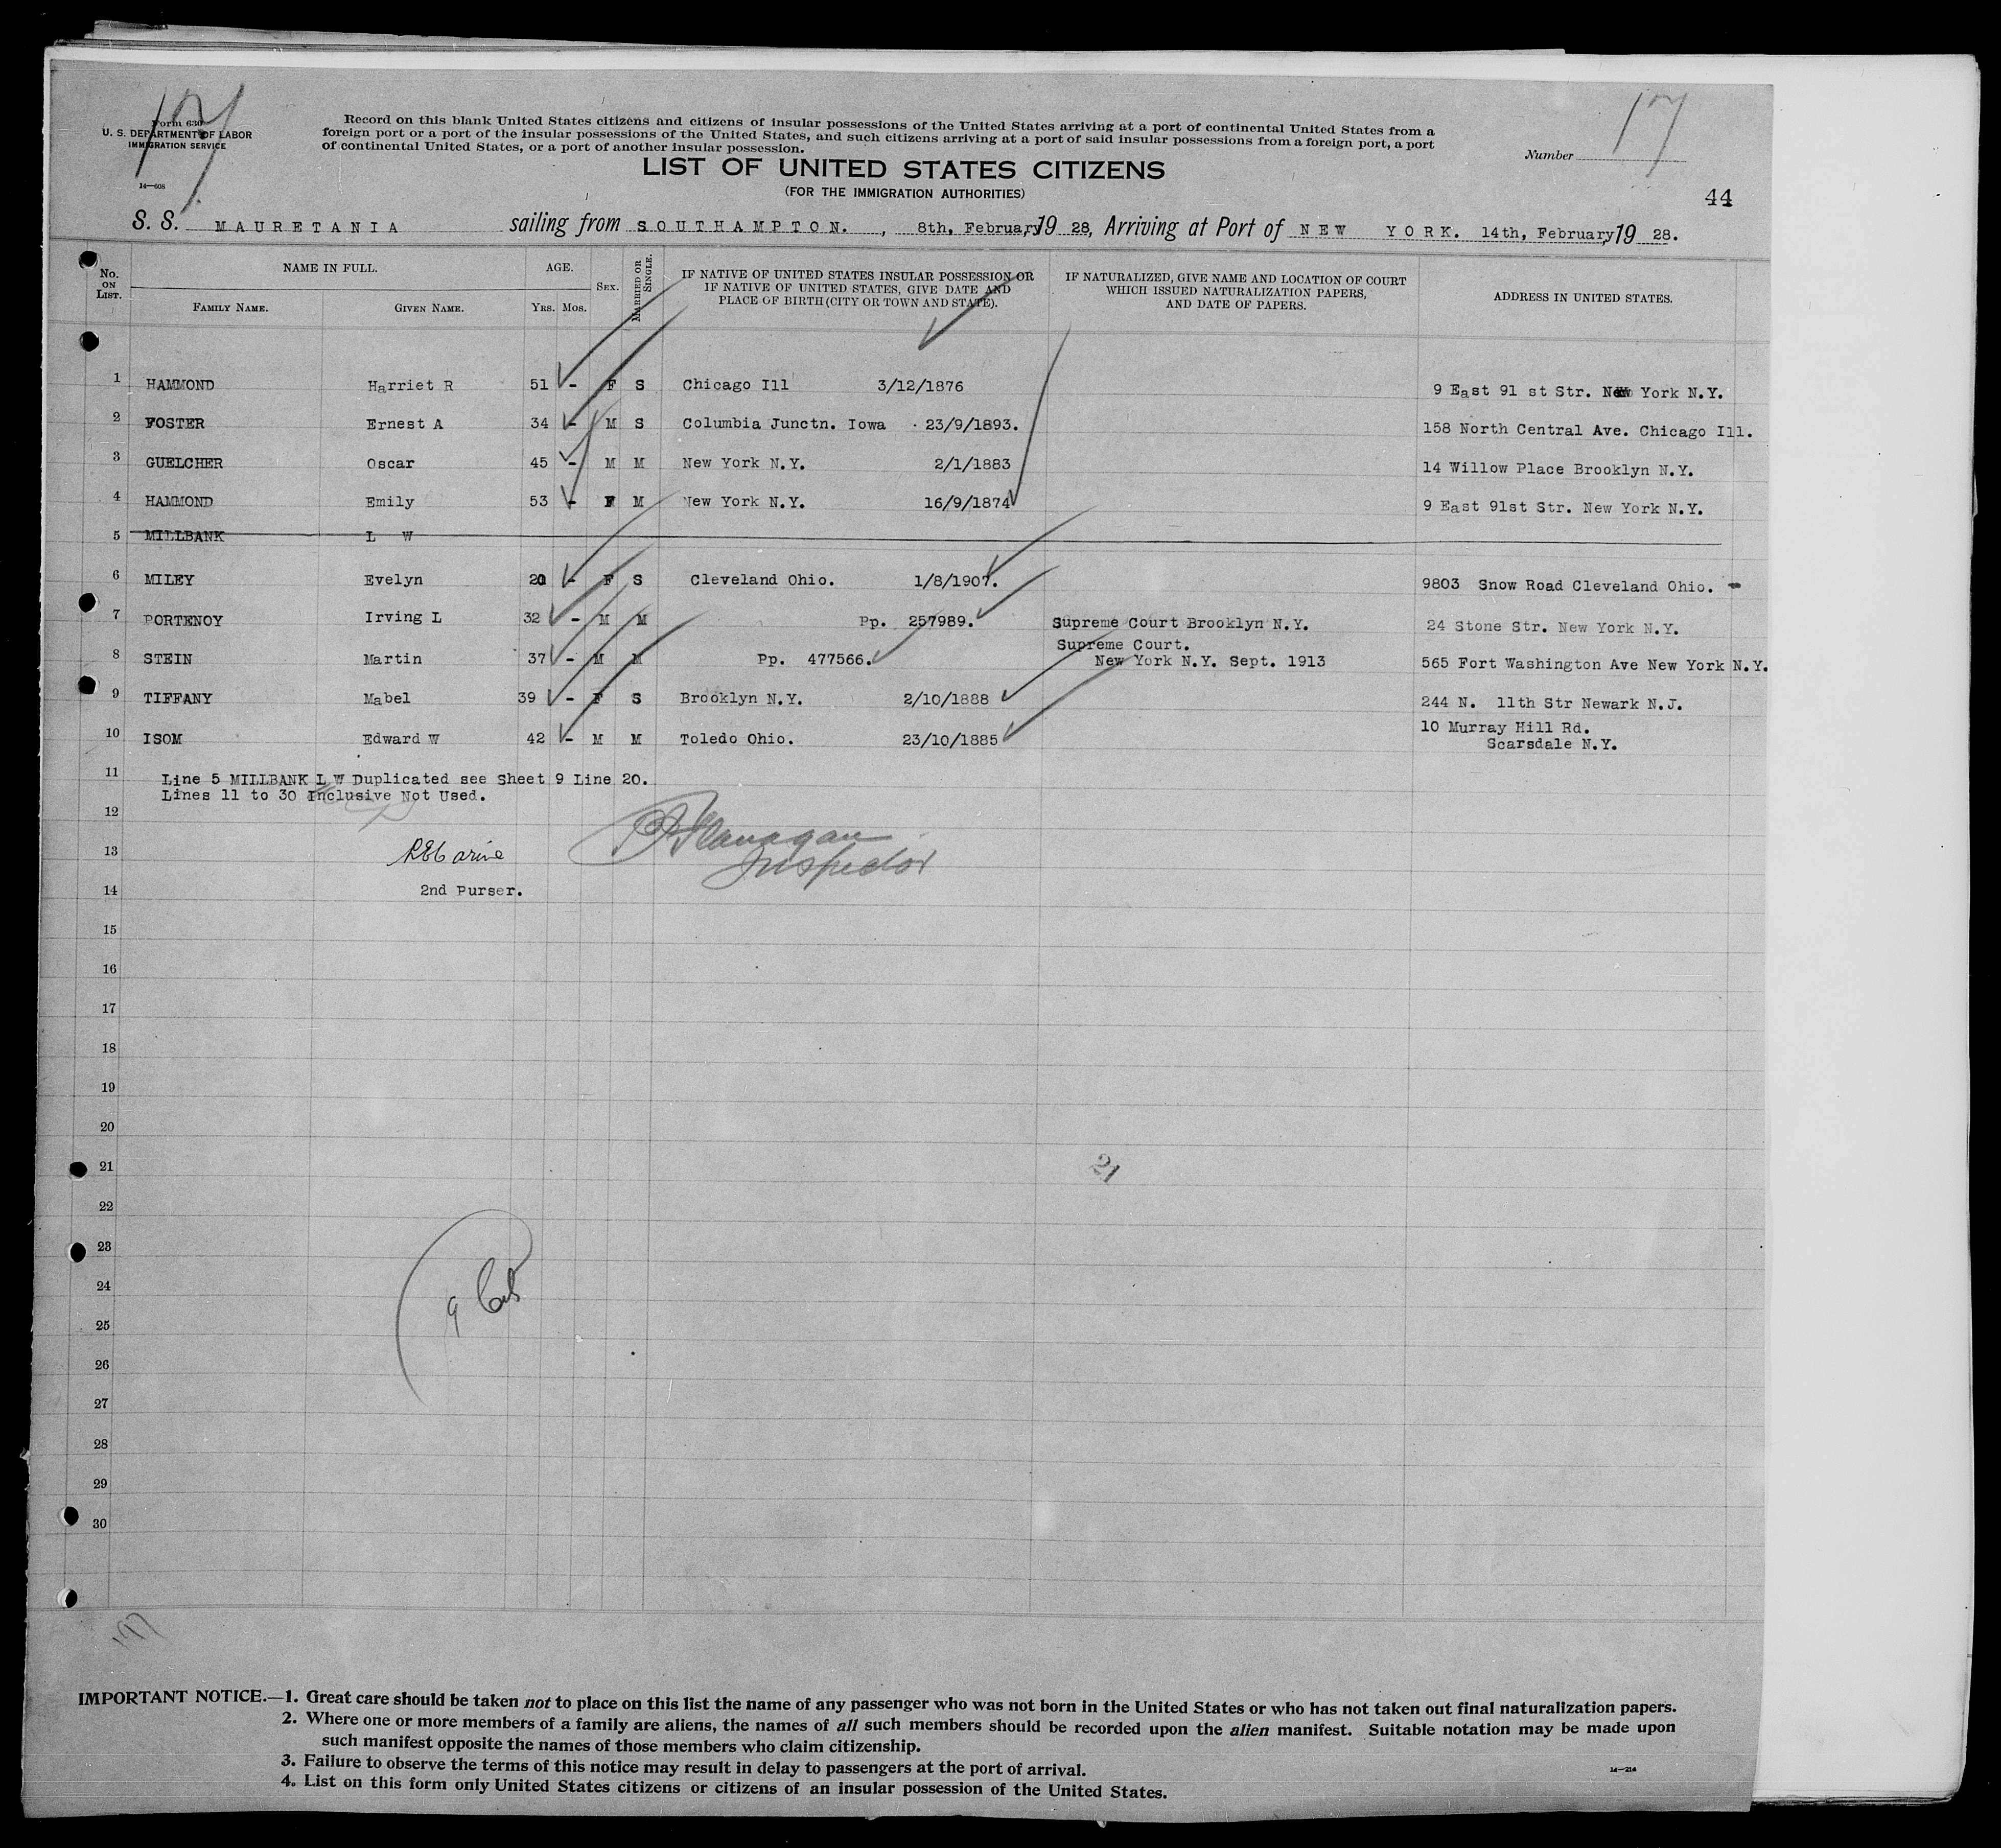 17
Form 630
U. S. DEPARTMENT OF LABOR
IMMIGRATION SERVICE
14—608
Record on this blank United States citizens and citizens of insular possessions of the United States arriving at a port of continental United States from a
foreign port or a port of the insular possessions of the United States, and such citizens arriving at a port of said insular possessions from a foreign port, a port
of continental United States, or a port of another insular possession.
Number 17
LIST OF UNITED STATES CITIZENS
(FOR THE IMMIGRATION AUTHORITIES)
44
S. S. MAURETANIA sailing from SOUTHAMPTON. , 8th, February, 19 28, Arriving at Port of NEW YORK. 14th, February, 19 28.
No. ON LIST. NAME IN FULL. FAMILY NAME. GIVEN NAME. AGE. YRS. MOS. SEX. MARRIED OR SINGLE. IF NATIVE OF UNITED STATES INSULAR POSSESSION OR IF NATIVE OF UNITED STATES, GIVE DATE AND PLACE OF BIRTH (CITY OR TOWN AND STATE). IF NATURALIZED, GIVE NAME AND LOCATION OF COURT WHICH ISSUED NATURALIZATION PAPERS, AND DATE OF PAPERS. ADDRESS IN UNITED STATES.
1 HAMMOND Harriet R 51 - F S Chicago Ill 3/12/1876 9 East 91 st Str. New York N.Y.
2 FOSTER Ernest A 34 - M S Columbia Junctn. Iowa 23/9/1893. 158 North Central Ave. Chicago Ill.
3 GUELCHER Oscar 45 - M M New York N.Y. 2/1/1883 14 Willow Place Brooklyn N.Y.
4 HAMMOND Emily 53 - F M New York N.Y. 16/9/1874 9 East 91st Str. New York N.Y.
5 MILLBANK L W
6 MILEY Evelyn 20 - F S Cleveland Ohio. 1/8/1907. 9803 Snow Road Cleveland Ohio. -
7 PORTENOY Irving L 32 - M M Pp. 257989. Supreme Court Brooklyn N.Y. 24 Stone Str. New York N.Y.
8 STEIN Martin 37 - M M Pp. 477566. Supreme Court. New York N.Y. Sept. 1913 565 Fort Washington Ave New York N.Y.
9 TIFFANY Mabel 39 - F S Brooklyn N.Y. 2/10/1888 244 N. 11th Str Newark N.J.
10 ISOM Edward W 42 - M M Toledo Ohio. 23/10/1885 10 Murray Hill Rd. Scarsdale N.Y.
11 Line 5 MILLBANK L W Duplicated see Sheet 9 Line 20.
Lines 11 to 30 Inclusive Not Used.
12
Flanagan
13
Inspector
14 2nd Purser.
15
16
17
18
19
20
21
21
22
23
24
9
25
26
27
28
29
30
17
IMPORTANT NOTICE.—1. Great care should be taken not to place on this list the name of any passenger who was not born in the United States or who has not taken out final naturalization papers.
2. Where one or more members of a family are aliens, the names of all such members should be recorded upon the alien manifest. Suitable notation may be made upon
such manifest opposite the names of those members who claim citizenship.
3. Failure to observe the terms of this notice may result in delay to passengers at the port of arrival.
4. List on this form only United States citizens or citizens of an insular possession of the United States.
14—214